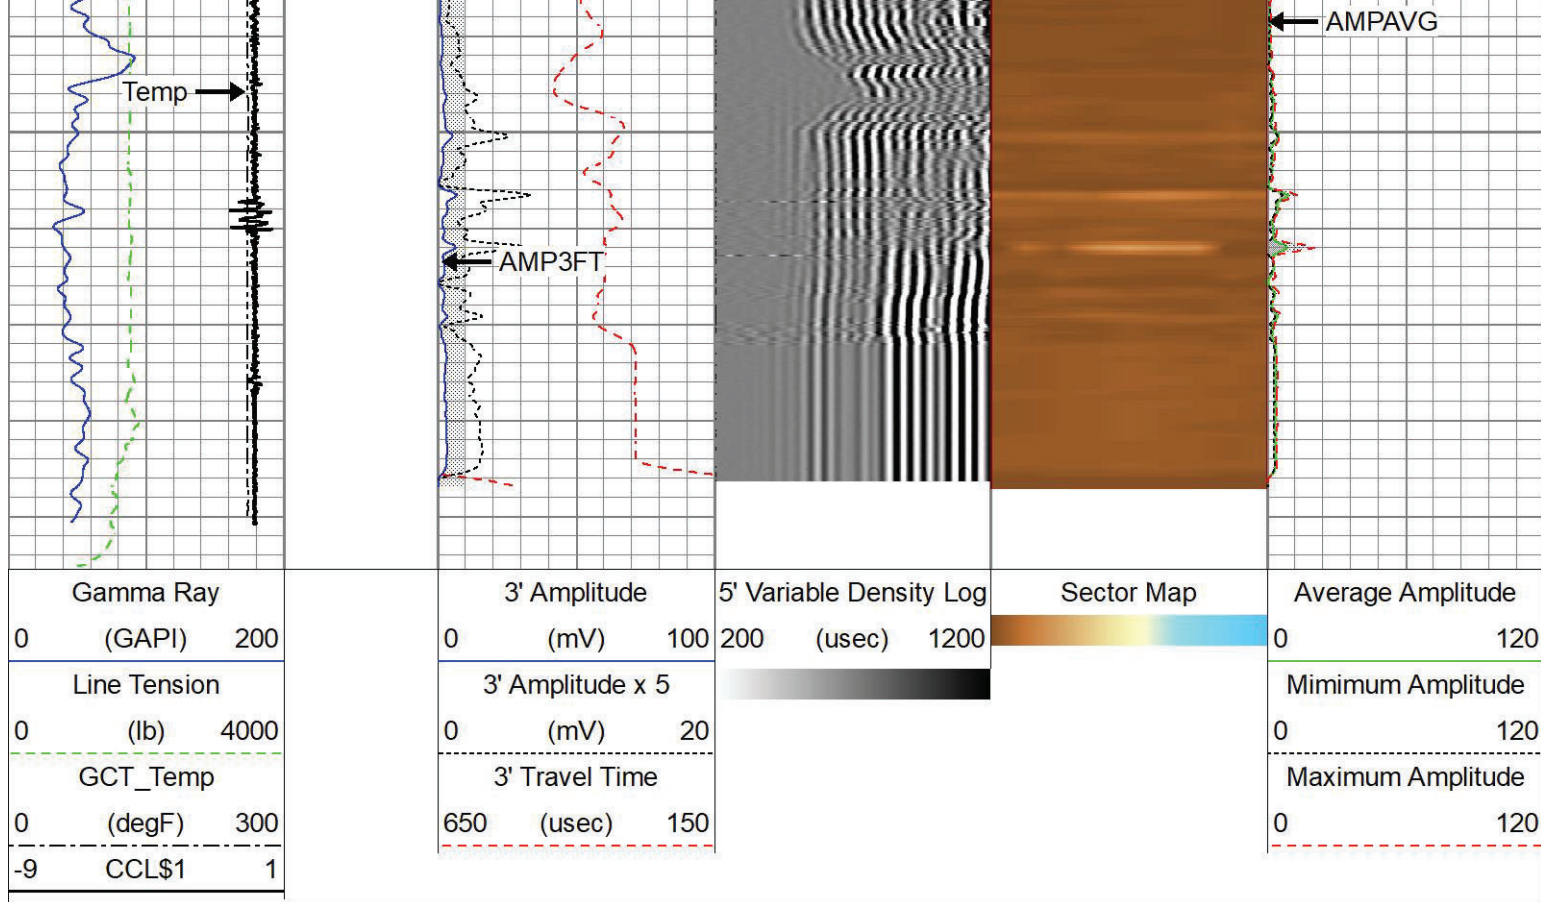 AMPAVG
Temp
AMP3FT
Gamma Ray
0 (GAPI) 200
Line Tension
0 (lb) 4000
GCT_Temp
0 (degF) 300
-9 CCL$1 1
3' Amplitude
0 (mV) 100
3' Amplitude x 5
0 (mV) 20
3' Travel Time
650 (usec) 150
5' Variable Density Log
200 (usec) 1200
Sector Map
Average Amplitude
0 120
Mimimum Amplitude
0 120
Maximum Amplitude
0 120